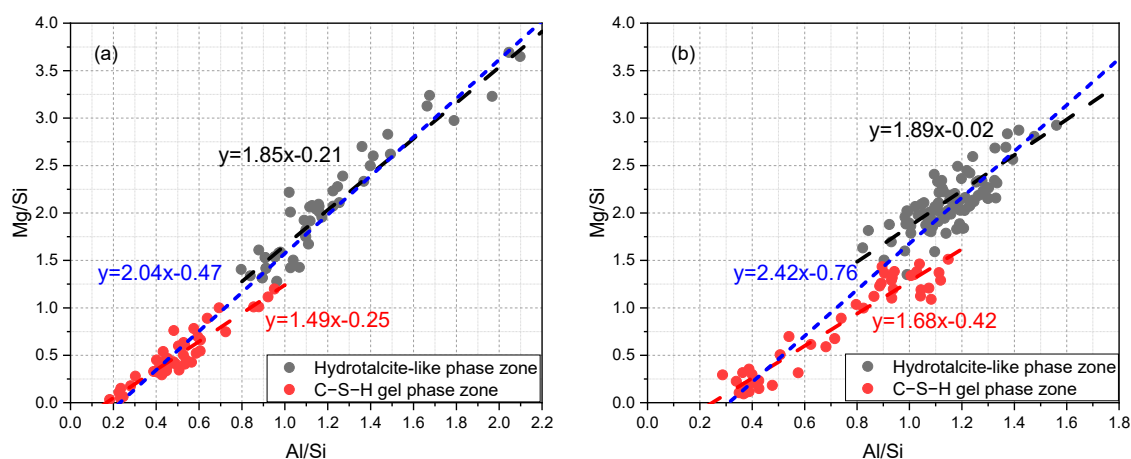 (a)
4.0
3.5
3.0
2.5
2.0
1.5
1.0
0.5
0.0
Mg/Si
y=1.85x-0.21
y=2.04x-0.47
y=1.49x-0.25
Hydrotalcite-like phase zone
C−S−H gel phase zone
0.0 0.2 0.4 0.6 0.8 1.0 1.2 1.4 1.6 1.8 2.0 2.2
Al/Si
(b)
4.0
3.5
3.0
2.5
2.0
1.5
1.0
0.5
0.0
Mg/Si
y=1.89x-0.02
y=2.42x-0.76
y=1.68x-0.42
Hydrotalcite-like phase zone
C−S−H gel phase zone
0.0 0.2 0.4 0.6 0.8 1.0 1.2 1.4 1.6 1.8
Al/Si